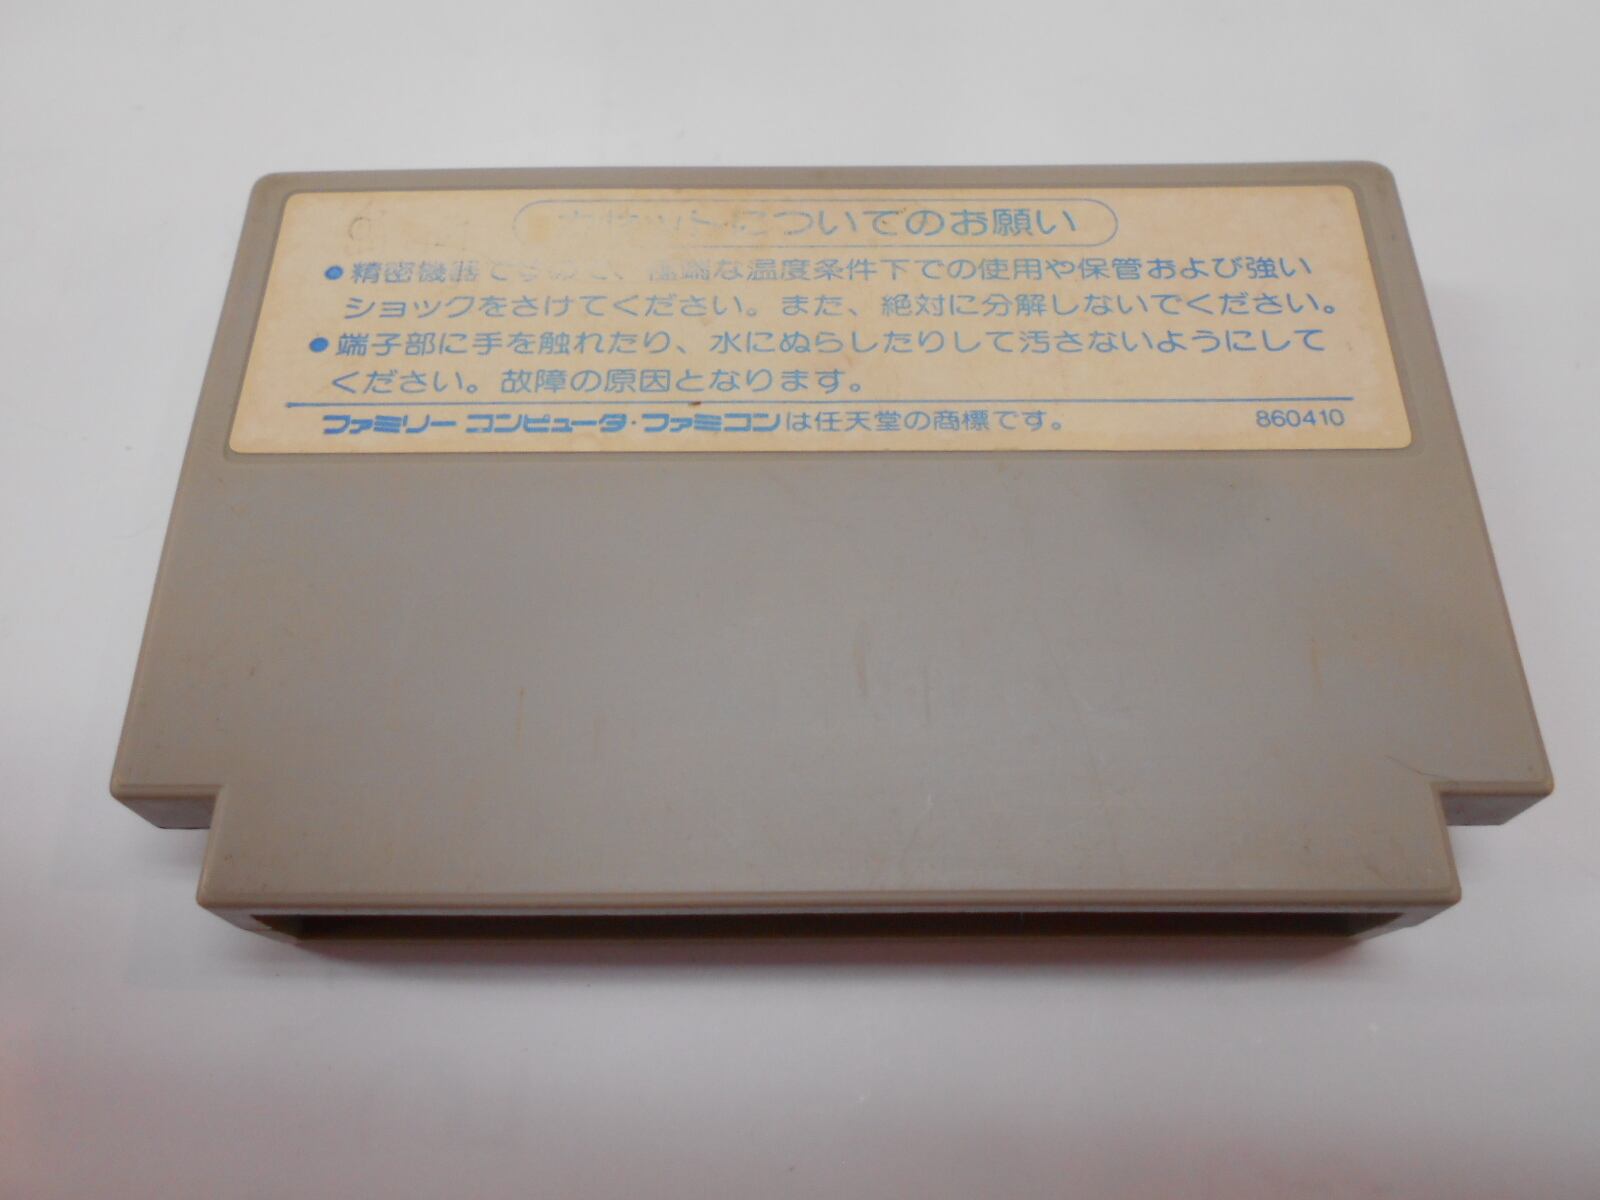 カセットについてのお願い
●精密機器ですので、極端な温度条件下での使用や保管および強い
ショックをさけてください。また、絶対に分解しないでください。
●端子部に手を触れたり、水にぬらしたりして汚さないようにして
ください。故障の原因となります。
ファミリーコンピュータ・ファミコンは任天堂の商標です。 860410